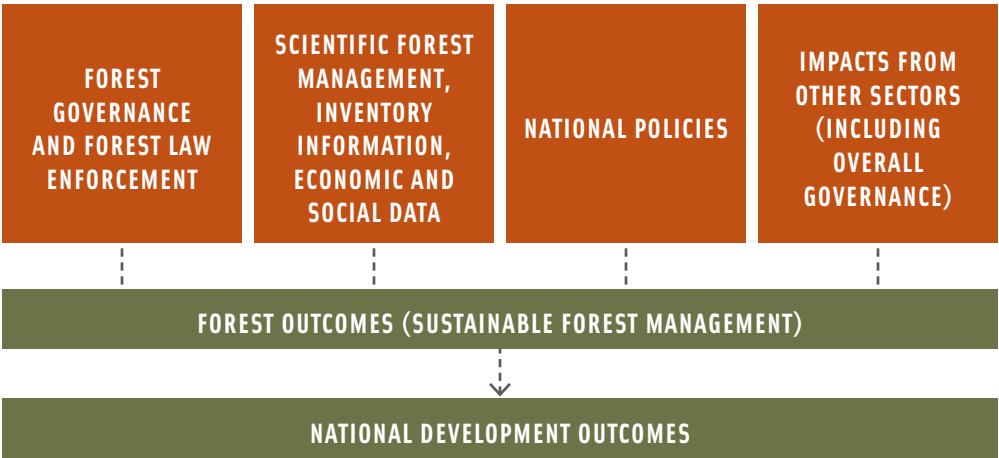 FOREST
GOVERNANCE
AND FOREST LAW
ENFORCEMENT
SCIENTIFIC FOREST
MANAGEMENT,
INVENTORY
INFORMATION,
ECONOMIC AND
SOCIAL DATA
NATIONAL POLICIES
IMPACTS FROM
OTHER SECTORS
(INCLUDING
OVERALL
GOVERNANCE)
FOREST OUTCOMES (SUSTAINABLE FOREST MANAGEMENT)
NATIONAL DEVELOPMENT OUTCOMES